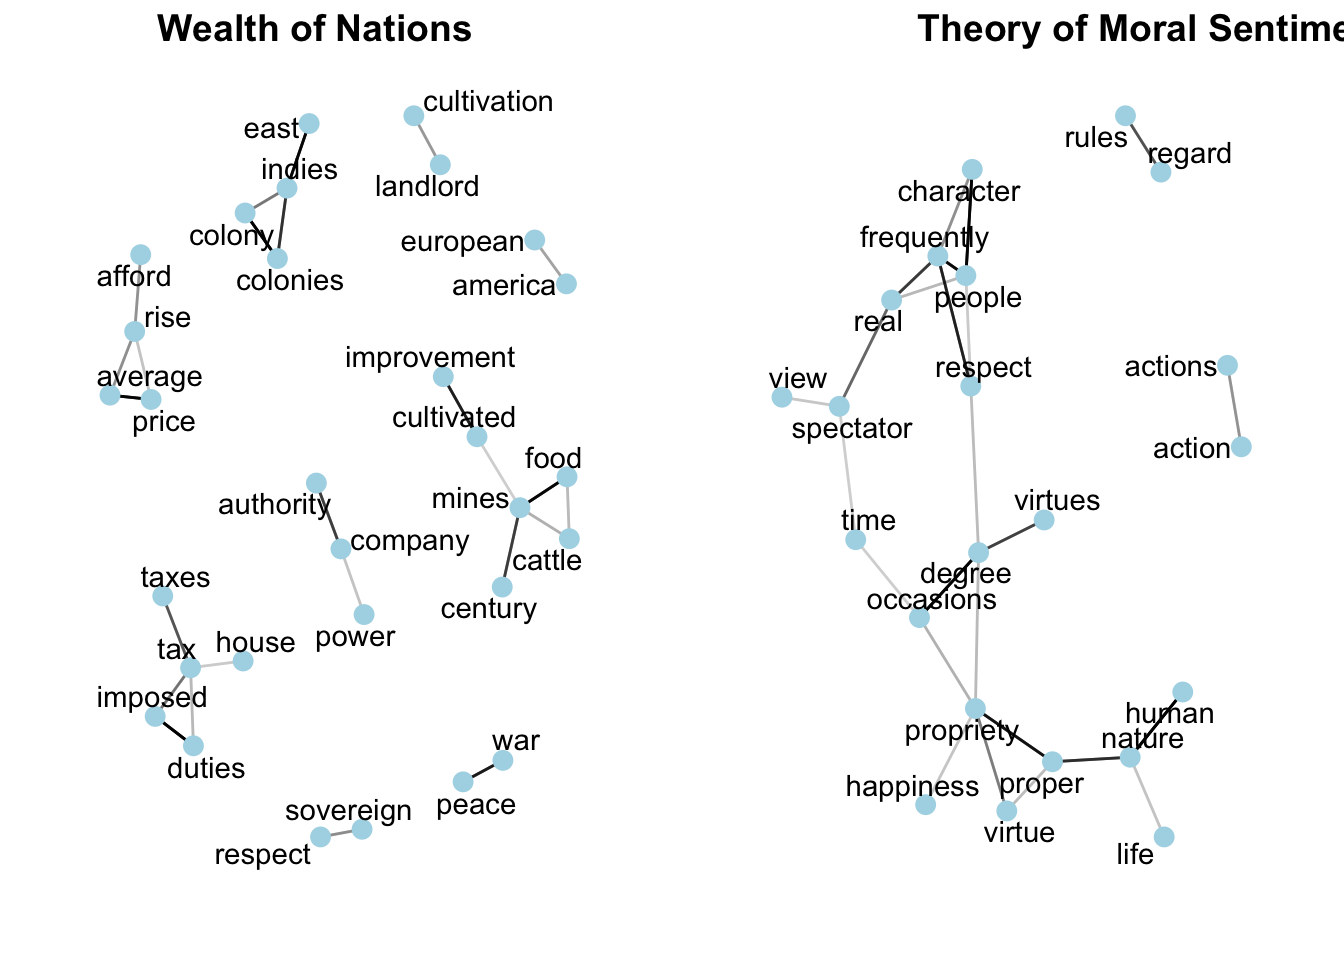 Wealth of Nations
cultivation
east
indies
landlord
colony
european
colonies
america
afford
rise
improvement
average
price
cultivated
food
authority
mines
company
cattle
taxes
century
tax
house
power
imposed
duties
war
peace
sovereign
respect
Theory of Moral Sentime
rules
regard
character
frequently
people
real
respect
actions
view
spectator
action
virtues
time
degree
occasions
human
propriety
nature
happiness
proper
virtue
life